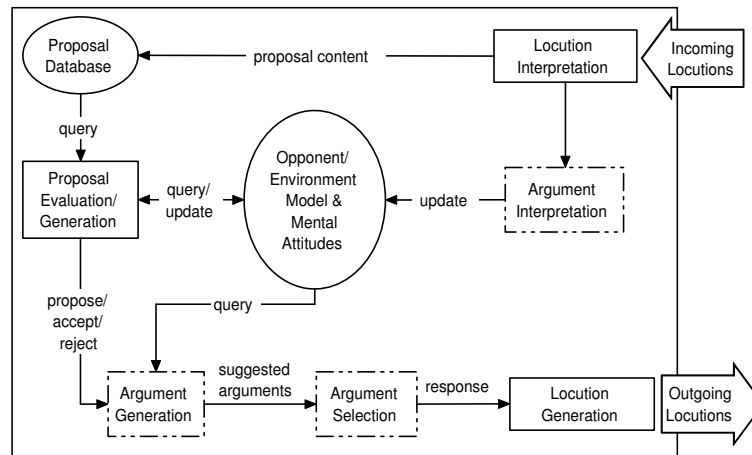 Proposal
Database
proposal content
Locution
Interpretation
Incoming
Locutions
query
Proposal
Evaluation/
Generation
query/
update
Opponent/
Environment
Model &
Mental
Attitudes
update
Argument
Interpretation
propose/
accept/
reject
query
Argument
Generation
suggested
arguments
Argument
Selection
response
Locution
Generation
Outgoing
Locutions